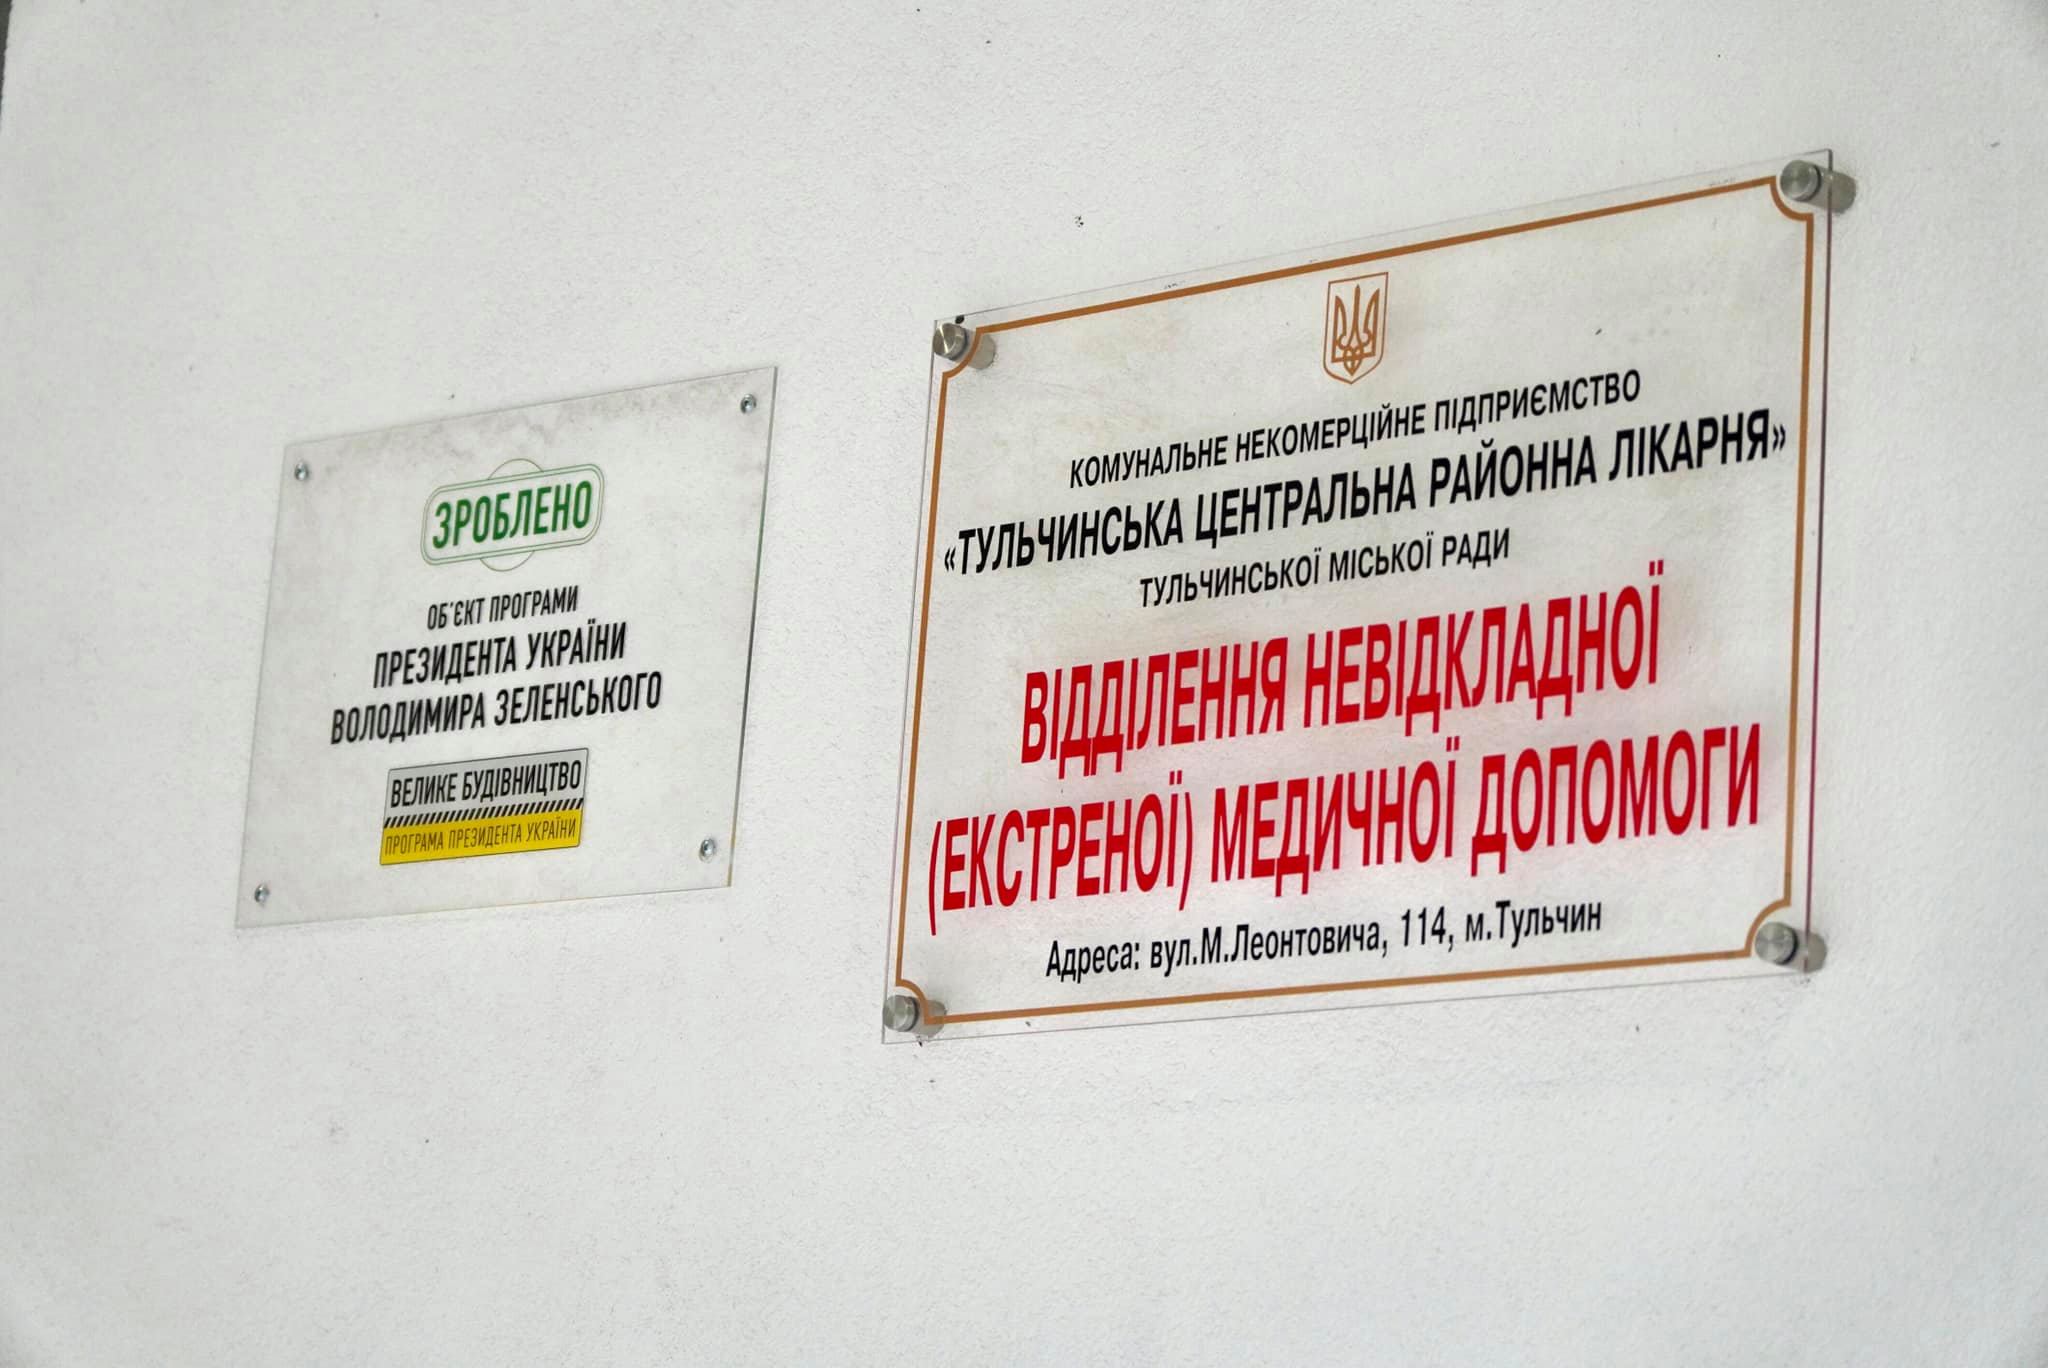 ЗРОБЛЕНО
ОБ'ЄКТ ПРОГРАМИ
ПРЕЗИДЕНТА УКРАЇНИ
ВОЛОДИМИРА ЗЕЛЕНСЬКОГО
ВЕЛИКЕ БУДІВНИЦТВО
ПРОГРАМА ПРЕЗИДЕНТА УКРАЇНИ
КОМУНАЛЬНЕ НЕКОМЕРЦІЙНЕ ПІДПРИЄМСТВО
«ТУЛЬЧИНСЬКА ЦЕНТРАЛЬНА РАЙОННА ЛІКАРНЯ»
ТУЛЬЧИНСЬКОЇ МІСЬКОЇ РАДИ
ВІДДІЛЕННЯ НЕВІДКЛАДНОЇ
(ЕКСТРЕНОЇ) МЕДИЧНОЇ ДОПОМОГИ
Адреса: вул.М.Леонтовича, 114, м.Тульчин